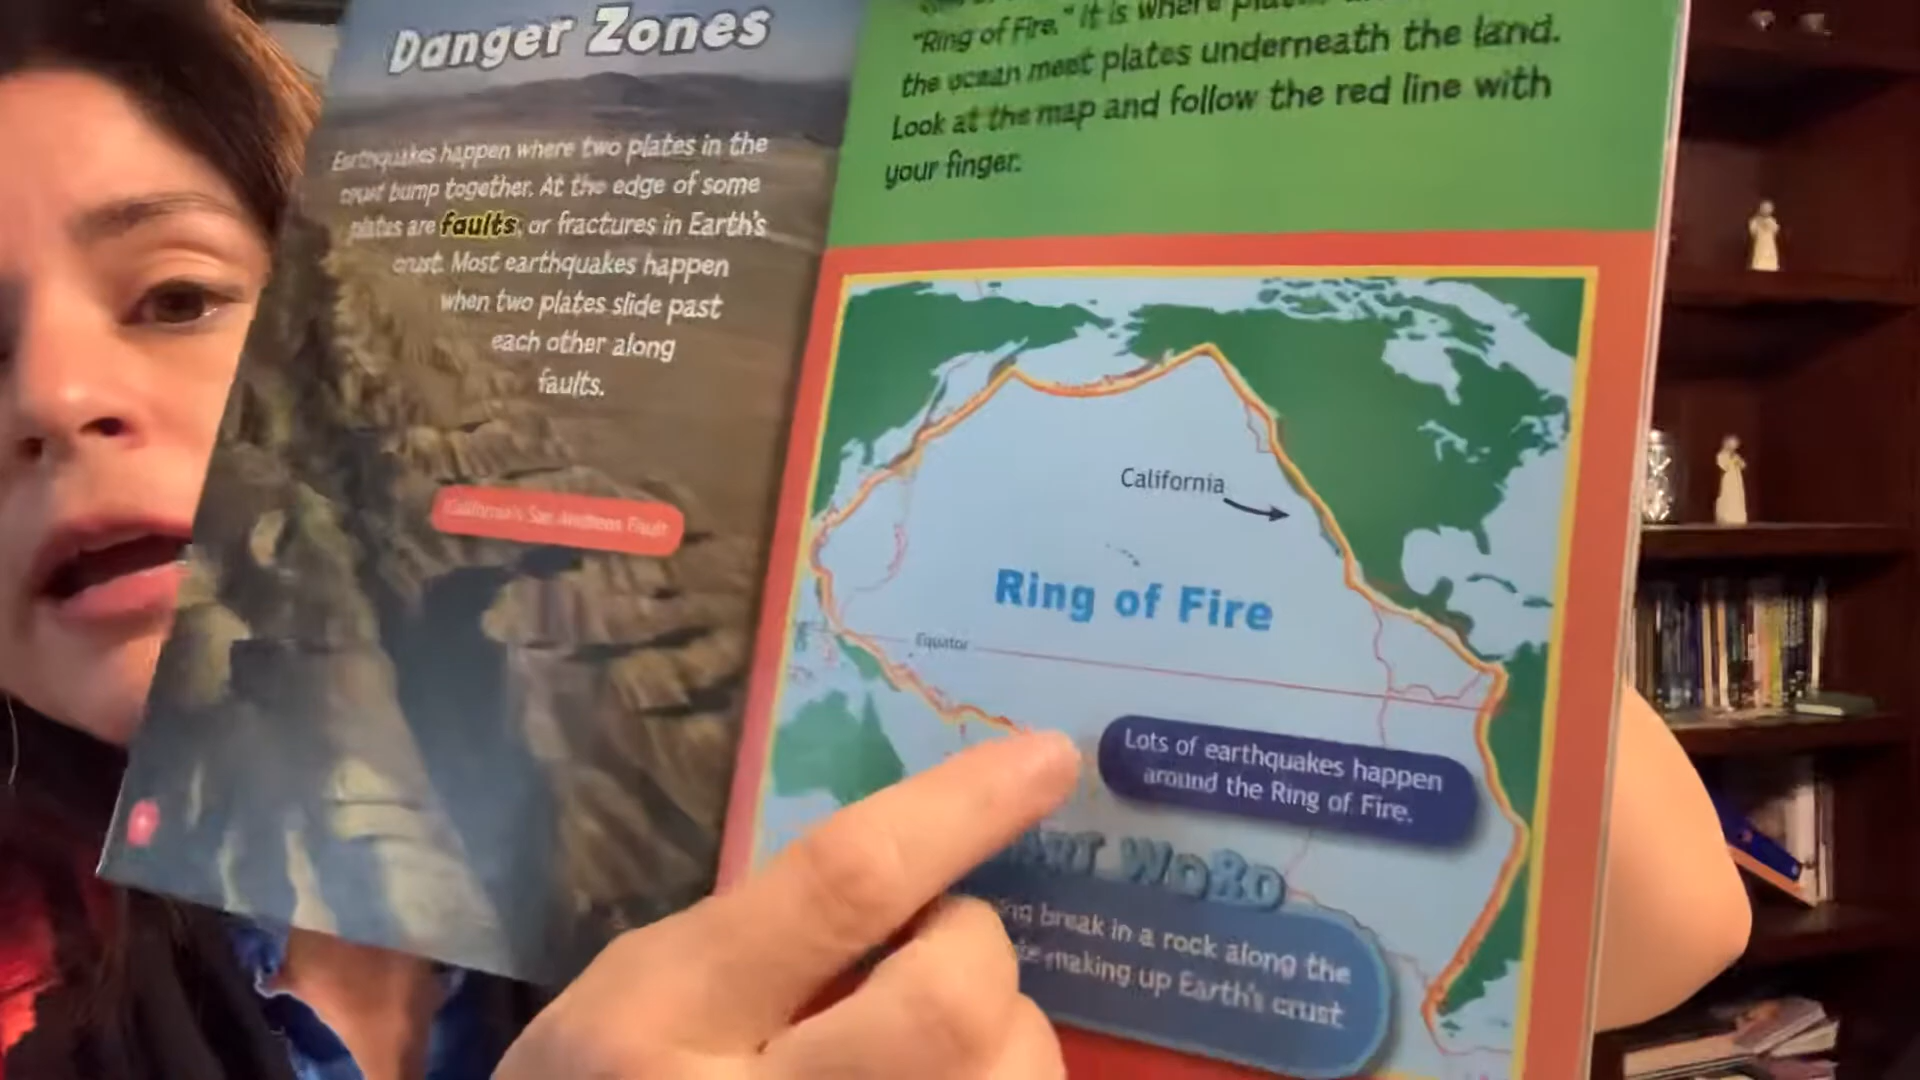 Danger Zones
Earthquakes happen where two plates in the
crust bump together. At the edge of some
plates are faults, or fractures in Earth's
crust. Most earthquakes happen
when two plates slide past
each other along
faults.
California's San Andreas Fault
"Ring of Fire." It is where
the ocean meet plates underneath the land.
Look at the map and follow the red line with
your finger.
California
Ring of Fire
Equator
Lots of earthquakes happen
around the Ring of Fire.
WORD
break in a rock along the
making up Earth's crust